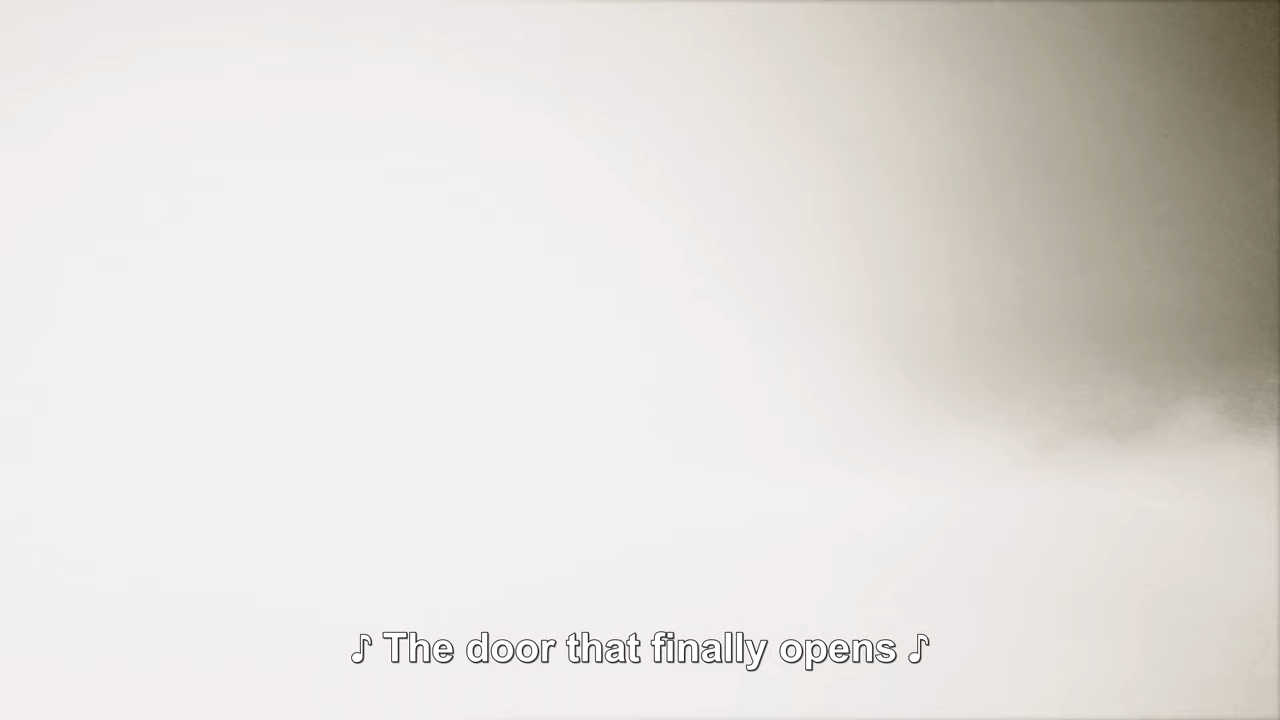 ♪ The door that finally opens ♪